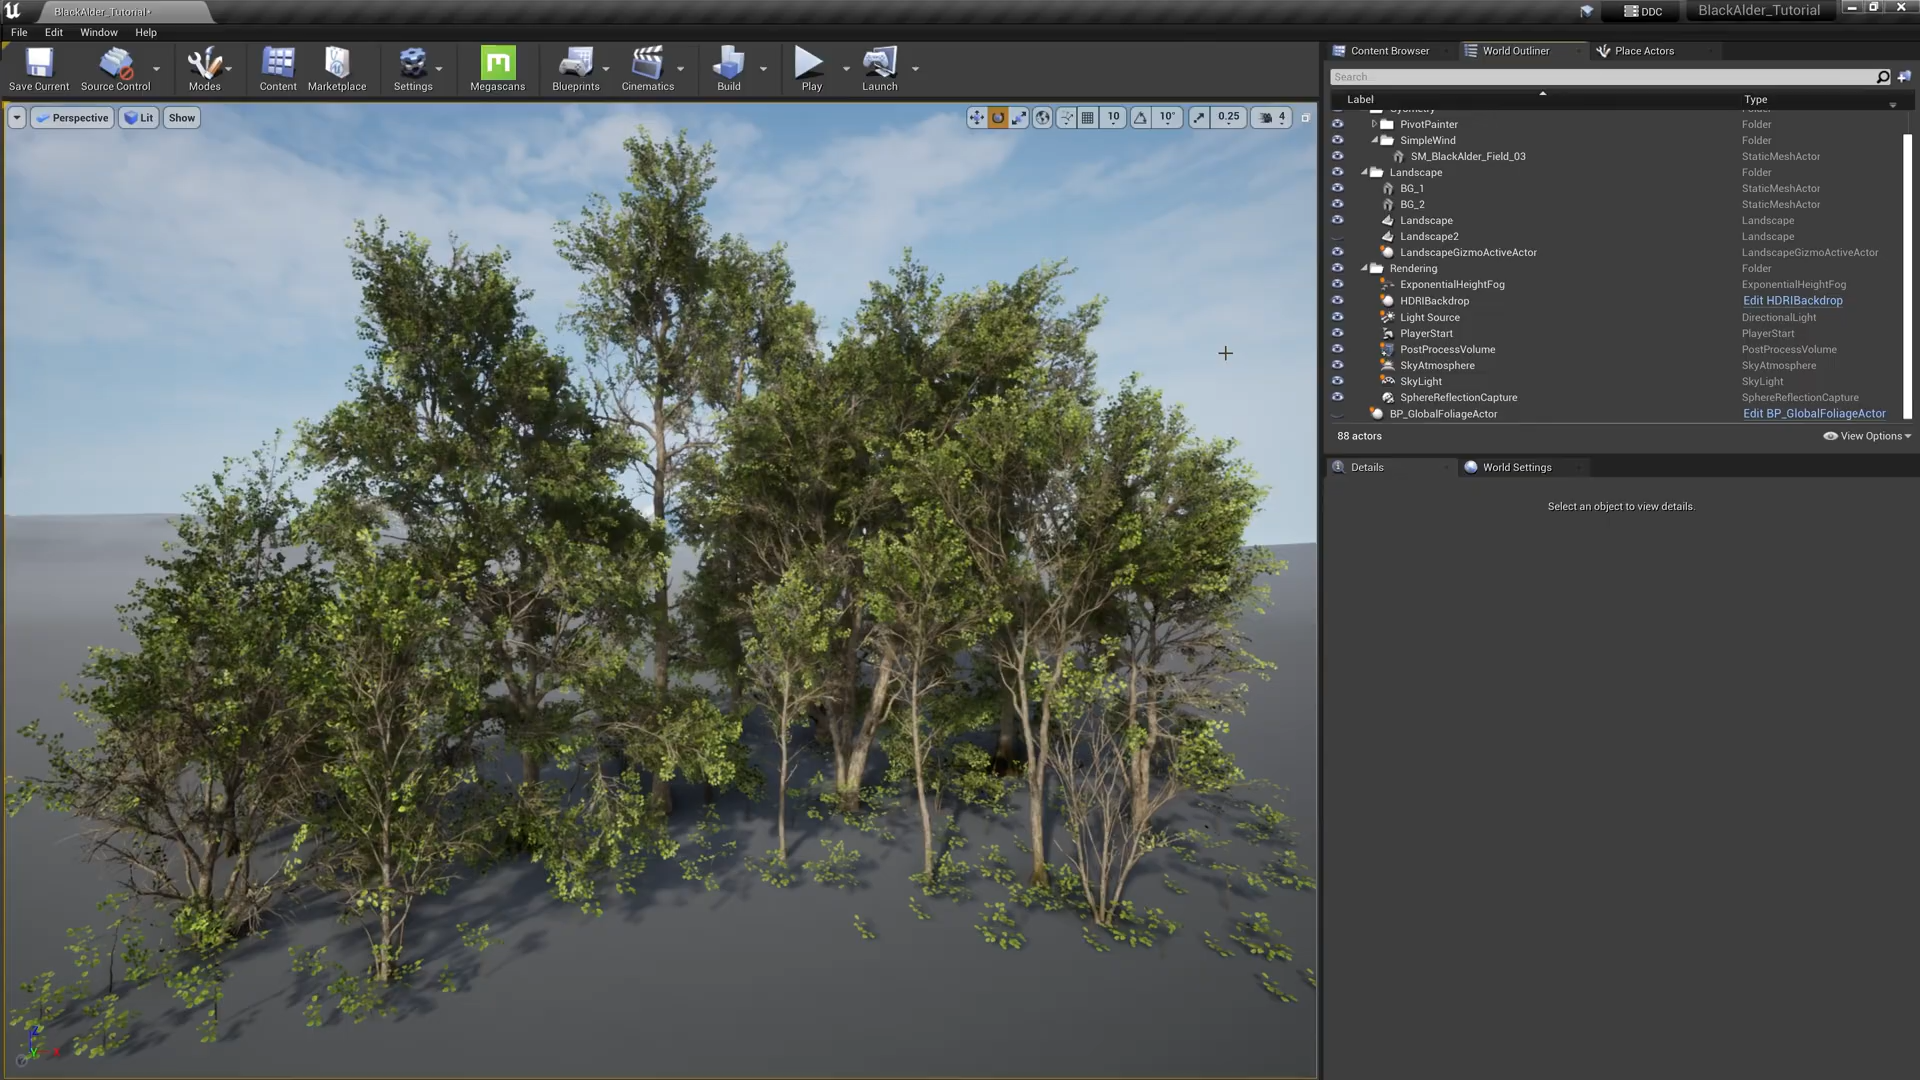 BlackAlder_Tutorial•
DDC
BlackAlder_Tutorial
File Edit Window Help
Save Current
Source Control
Modes
Content
Marketplace
Settings
Megascans
Blueprints
Cinematics
Build
Play
Launch
Perspective
Lit
Show
10
10°
0.25
4
Content Browser
World Outliner
Place Actors
Search
Label Type
PivotPainter Folder
SimpleWind Folder
SM_BlackAlder_Field_03 StaticMeshActor
Landscape Folder
BG_1 StaticMeshActor
BG_2 StaticMeshActor
Landscape Landscape
Landscape2 Landscape
LandscapeGizmoActiveActor LandscapeGizmoActiveActor
Rendering Folder
ExponentialHeightFog ExponentialHeightFog
HDRIBackdrop Edit HDRIBackdrop
Light Source DirectionalLight
PlayerStart PlayerStart
PostProcessVolume PostProcessVolume
SkyAtmosphere SkyAtmosphere
SkyLight SkyLight
SphereReflectionCapture SphereReflectionCapture
BP_GlobalFoliageActor Edit BP_GlobalFoliageActor
88 actors
View Options
Details
World Settings
Select an object to view details.
Z
Y
X